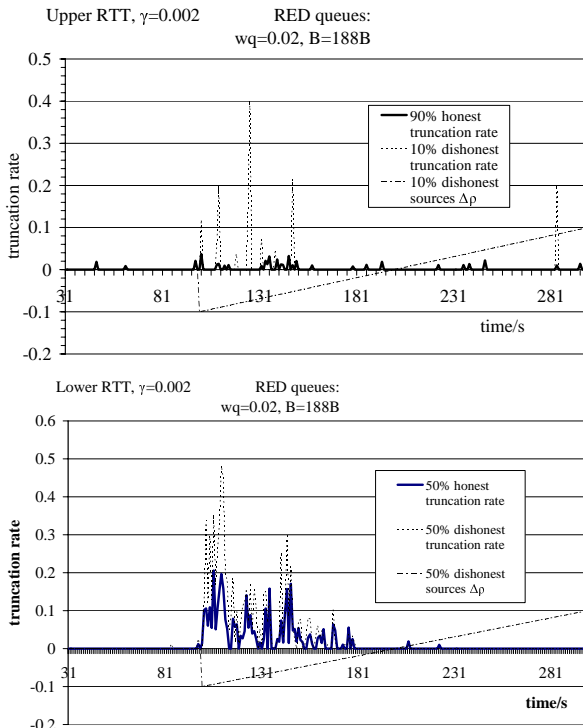 Upper RTT, γ=0.002
RED queues:
wq=0.02, B=188B
0.5
0.4
0.3
0.2
0.1
0
-0.1
-0.2
31
81
131
181
231
281
truncation rate
time/s
90% honest
truncation rate
10% dishonest
truncation rate
10% dishonest
sources Δρ
Lower RTT, γ=0.002
RED queues:
wq=0.02, B=188B
0.6
0.5
0.4
0.3
0.2
0.1
0
-0.1
-0.2
31
81
131
181
231
281
truncation rate
time/s
50% honest
truncation rate
50% dishonest
truncation rate
50% dishonest
sources Δρ